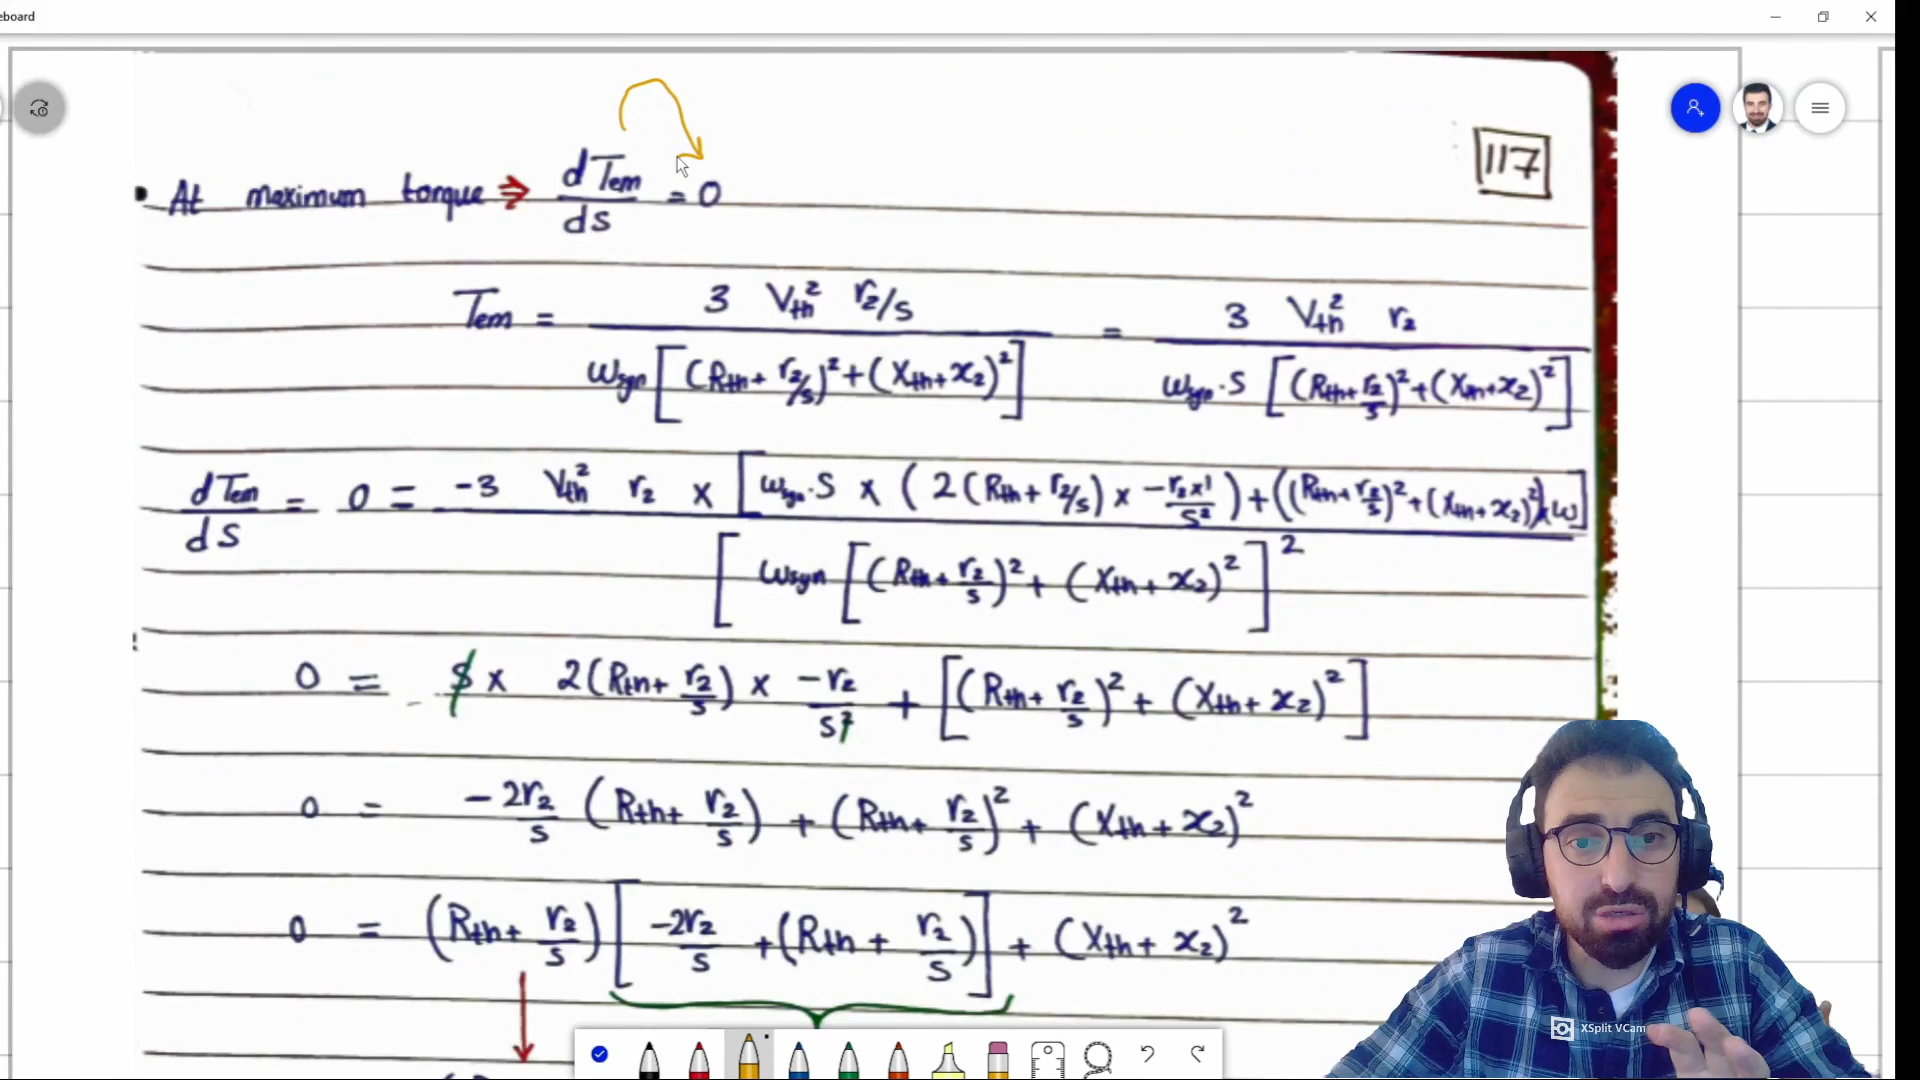 eboard
117
• At maximum torque ⇒ dTem/ds = 0
Tem = 3 Vth² r2/s / ωsyn [(Rth + r2/s)² + (Xth + x2)²] = 3 Vth² r2 / ωsyn · S [(Rth + r2/s)² + (Xth + x2)²]
dTem/dS = 0 = -3 Vth² r2 × [ωsyn · S × (2(Rth + r2/s) × -r2×1/s²) + ((Rth + r2/s)² + (Xth + x2)²) × ω] / [ωsyn [(Rth + r2/s)² + (Xth + x2)²]²
0 = S × 2(Rth + r2/s) × -r2/s² + [(Rth + r2/s)² + (Xth + x2)²]
0 = -2r2/s (Rth + r2/s) + (Rth + r2/s)² + (Xth + x2)²
0 = (Rth + r2/s) [-2r2/s + (Rth + r2/s)] + (Xth + x2)²
XSplit VCam